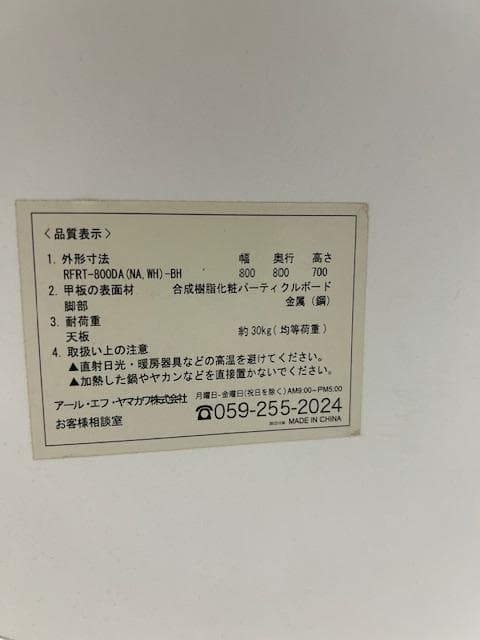 〈品質表示〉
1. 外形寸法 幅 奥行 高さ
RFRT-800DA(NA,WH)-BH 800 800 700
2. 甲板の表面材 合成樹脂化粧パーティクルボード
脚部 金属（鋼）
3. 耐荷重
天板 約30kg(均等荷重)
4. 取扱い上の注意
▲直射日光・暖房器具などの高温を避けてください。
▲加熱した鍋やヤカンなどを直接置かないでください。
アール・エフ・ヤマカワ株式会社 月曜日-金曜日(祝日を除く)AM9:00~PM5:00
お客様相談室 ☎059-255-2024
MADE IN CHINA